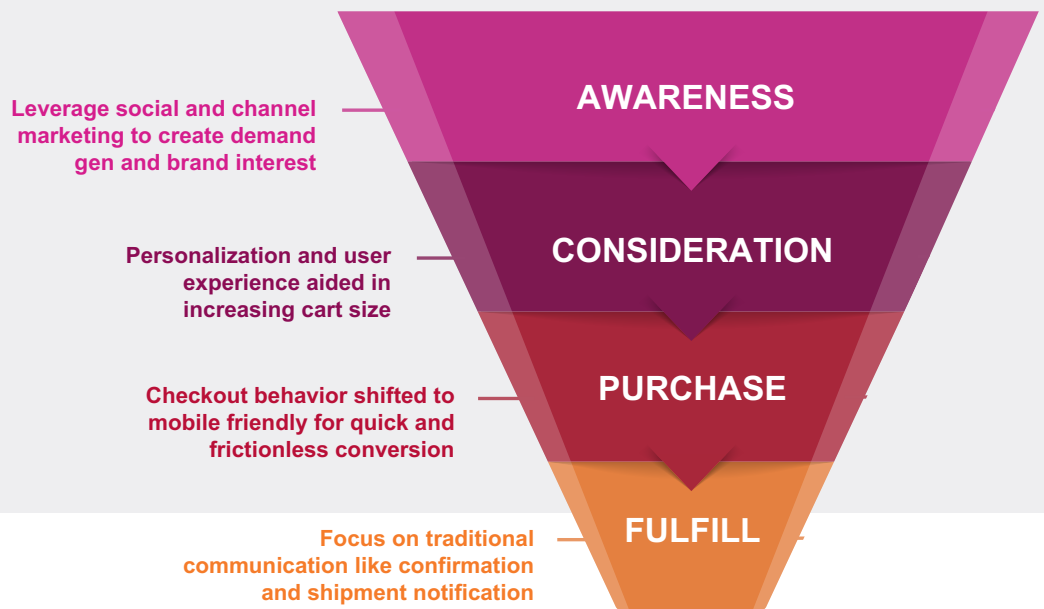 AWARENESS
Leverage social and channel
marketing to create demand
gen and brand interest
CONSIDERATION
Personalization and user
experience aided in
increasing cart size
PURCHASE
Checkout behavior shifted to
mobile friendly for quick and
frictionless conversion
FULFILL
Focus on traditional
communication like confirmation
and shipment notification